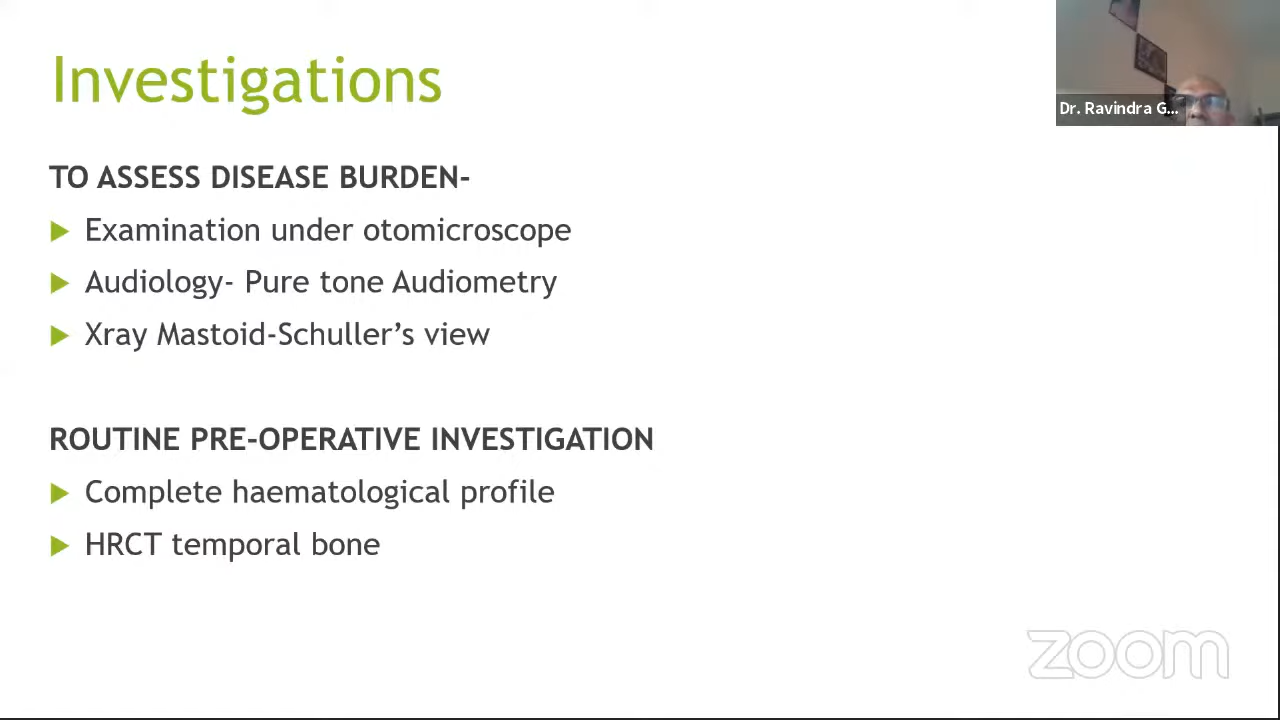 Investigations
Dr. Ravindra G...
TO ASSESS DISEASE BURDEN-
Examination under otomicroscope
Audiology- Pure tone Audiometry
Xray Mastoid-Schuller’s view
ROUTINE PRE-OPERATIVE INVESTIGATION
Complete haematological profile
HRCT temporal bone
zoom